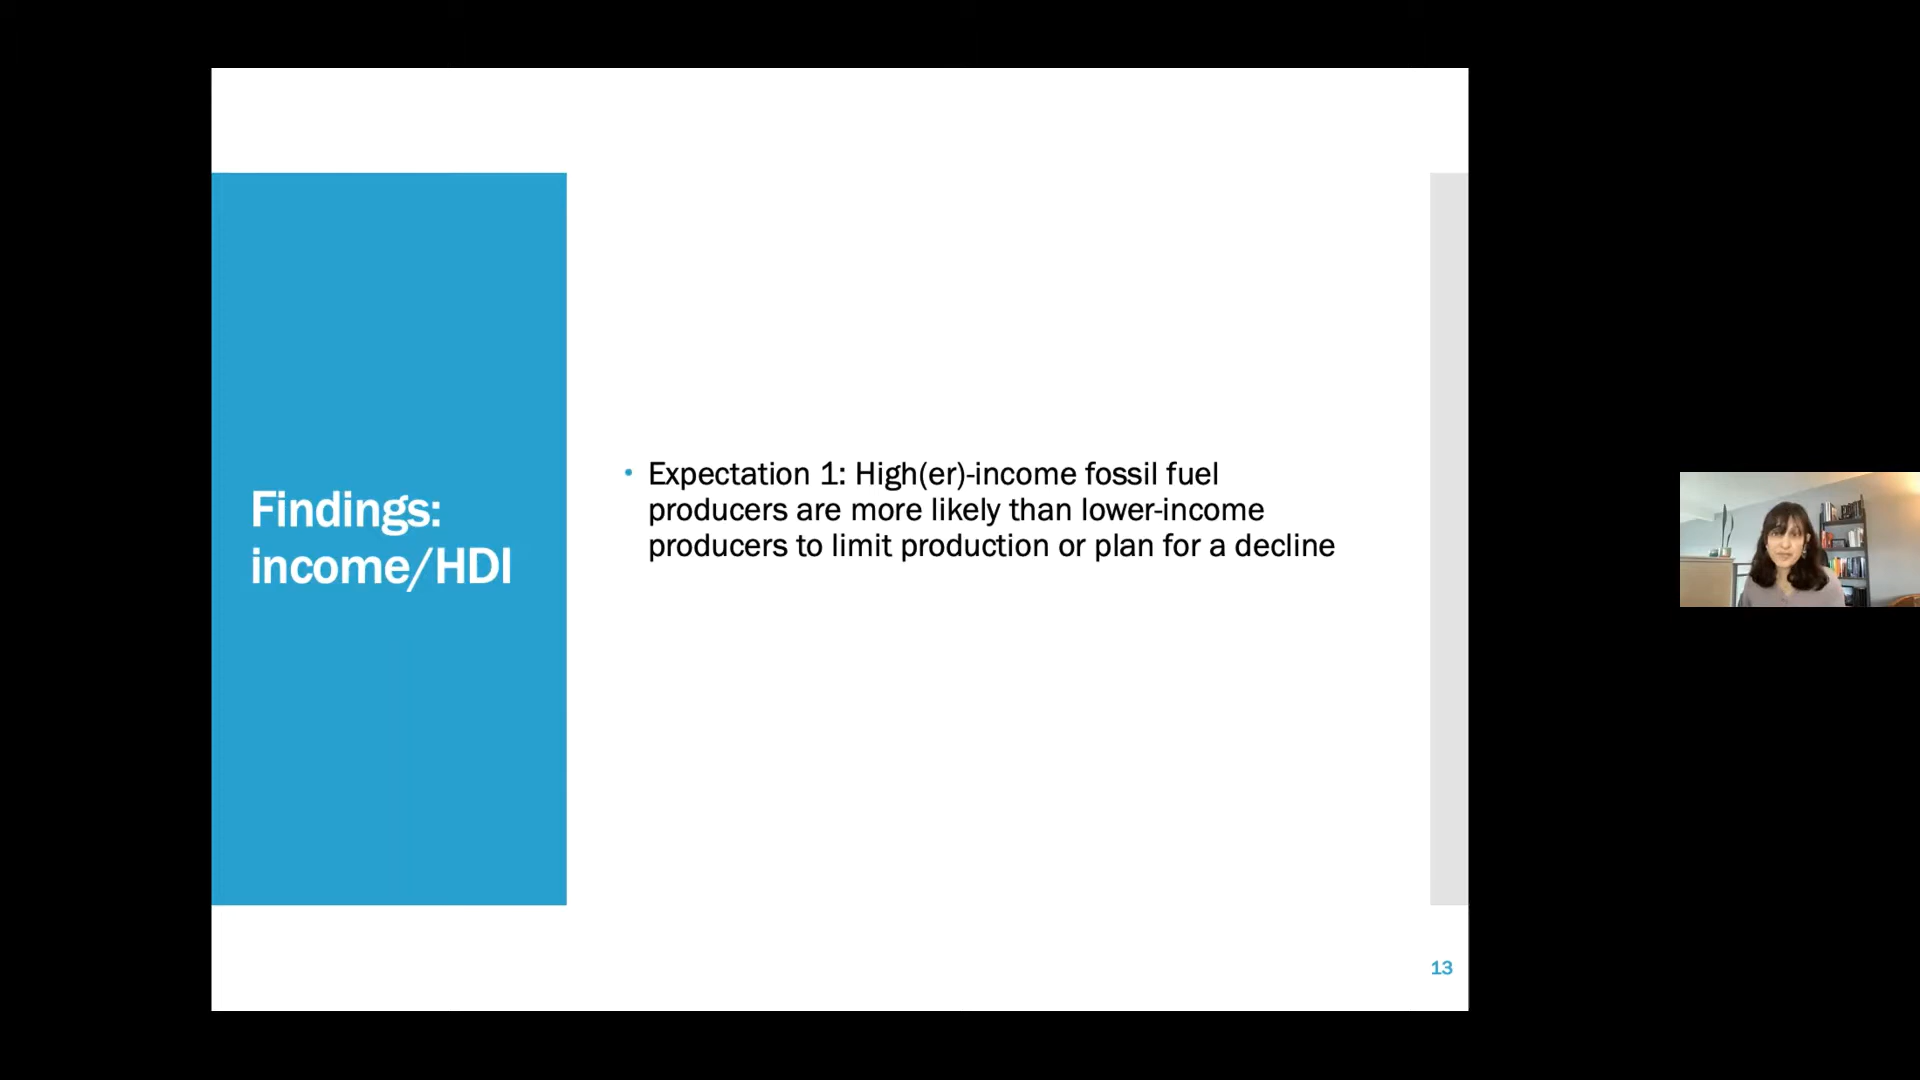 Findings:
income/HDI
• Expectation 1: High(er)-income fossil fuel
producers are more likely than lower-income
producers to limit production or plan for a decline
13